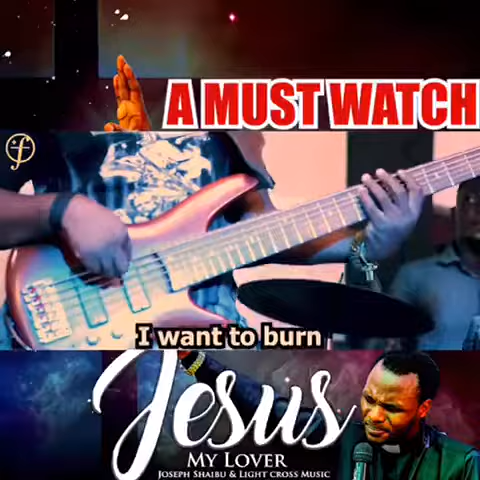 A MUST WATCH
f
I want to burn
Jesus
MY LOVER
JOSEPH SHAIBU & LIGHT CROSS MUSIC